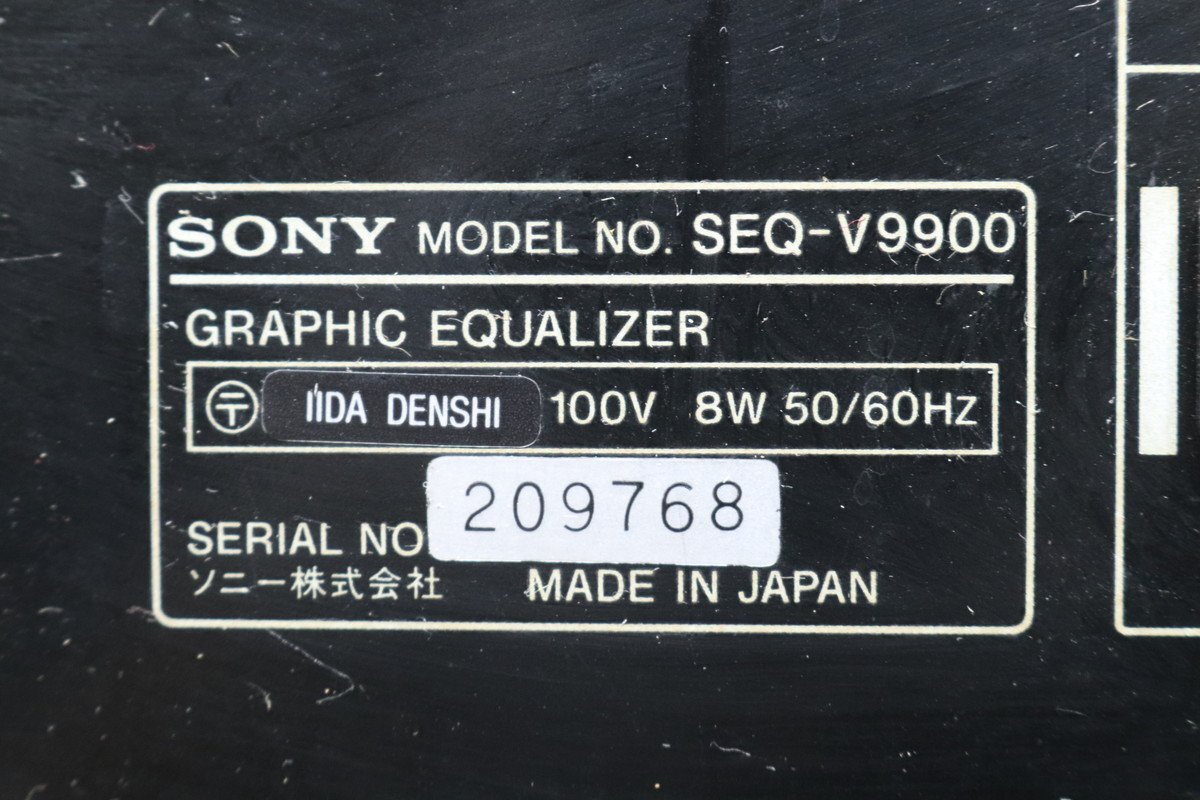 SONY MODEL NO. SEQ-V9900
GRAPHIC EQUALIZER
〒 IIDA DENSHI 100V 8W 50/60Hz
209768
SERIAL NO
ソニー株式会社 MADE IN JAPAN